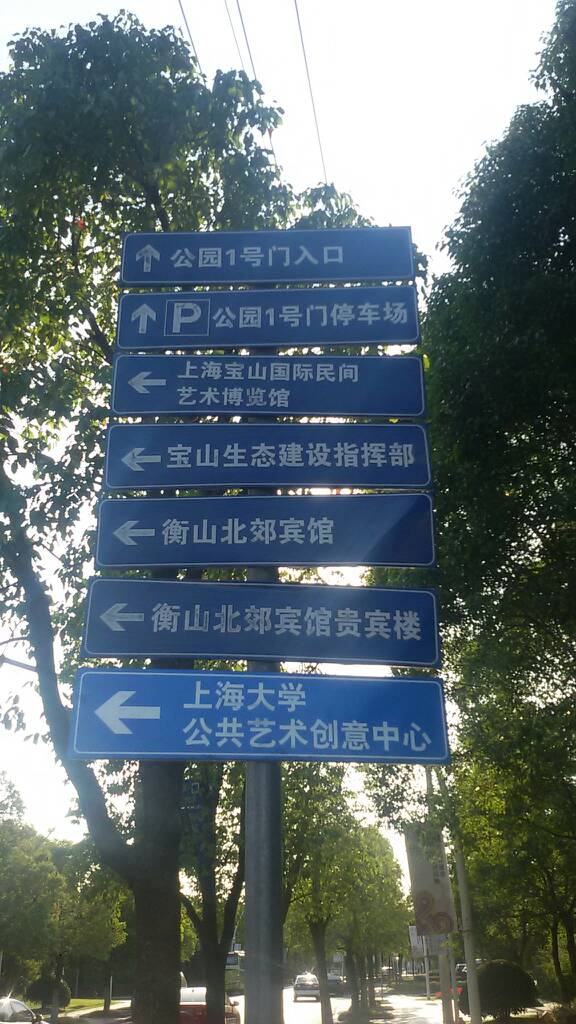 公园1号门入口
P 公园1号门停车场
上海宝山国际民间
艺术博览馆
宝山生态建设指挥部
衡山北郊宾馆
衡山北郊宾馆贵宾楼
上海大学
公共艺术创意中心